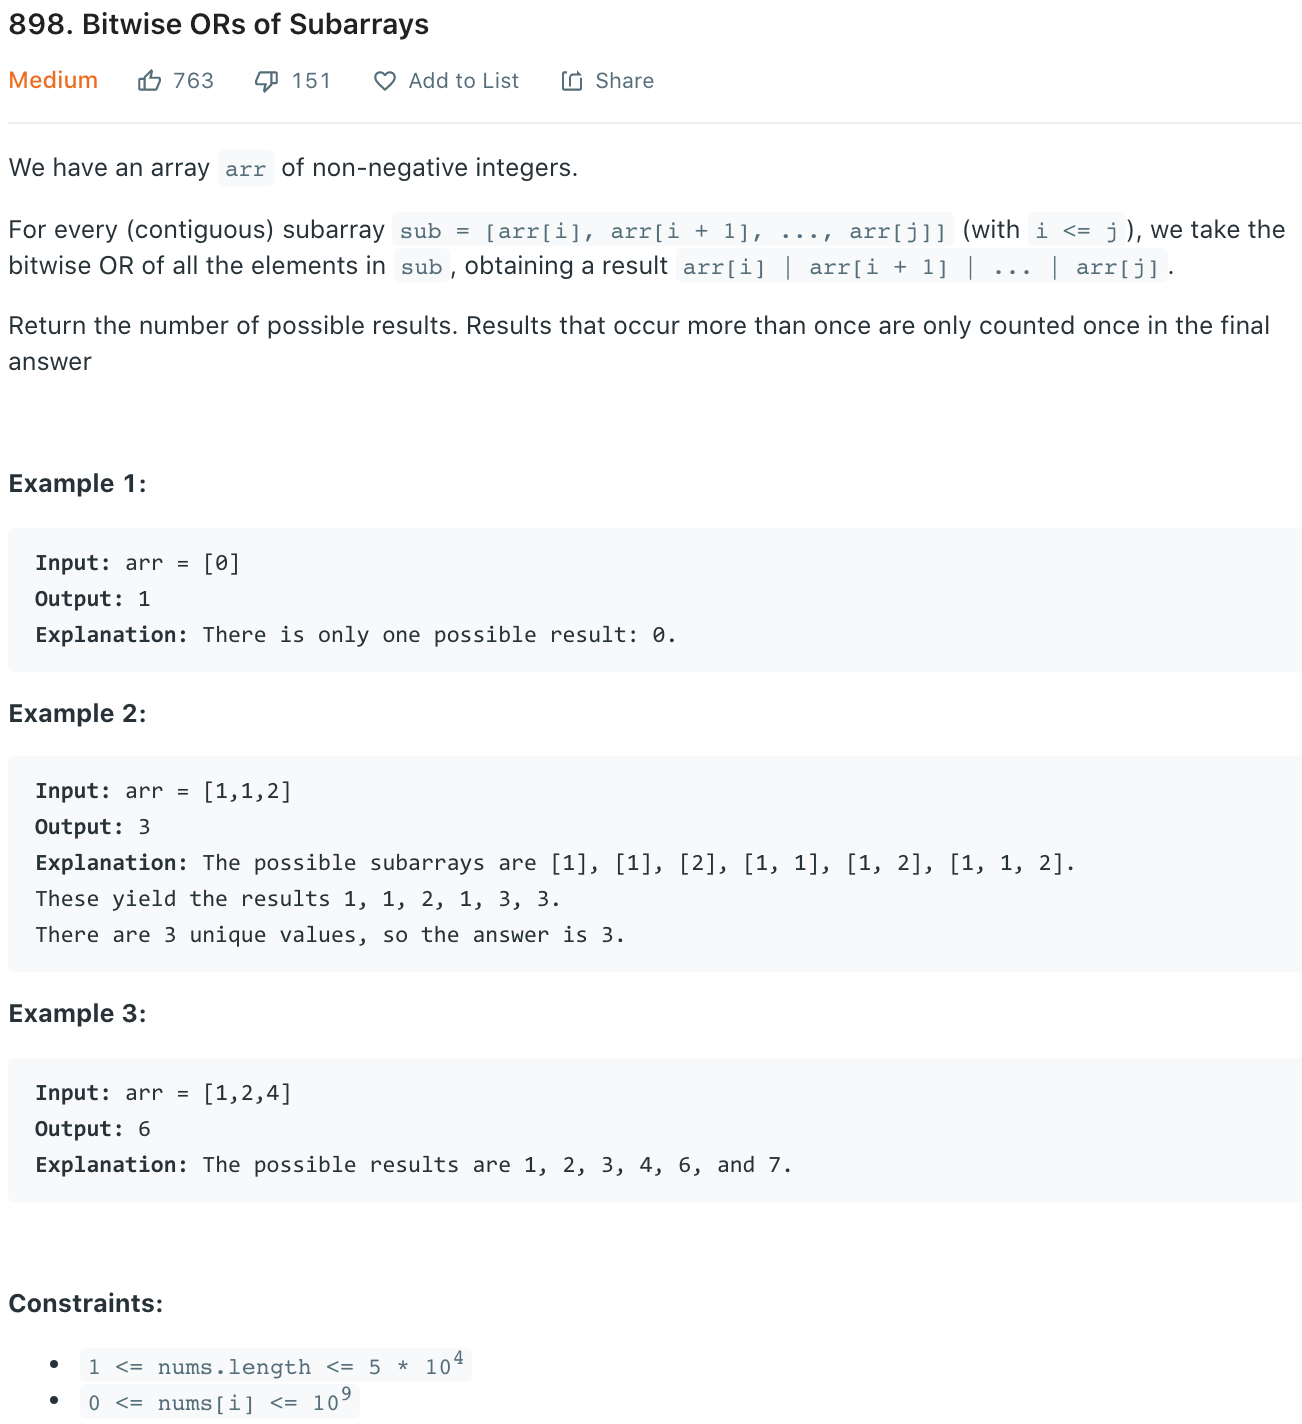 898. Bitwise ORs of Subarrays
Medium 763 151 Add to List Share
We have an array arr of non-negative integers.
For every (contiguous) subarray sub = [arr[i], arr[i + 1], ..., arr[j]] (with i <= j), we take the
bitwise OR of all the elements in sub, obtaining a result arr[i] | arr[i + 1] | ... | arr[j].
Return the number of possible results. Results that occur more than once are only counted once in the final
answer
Example 1:
Input: arr = [0]
Output: 1
Explanation: There is only one possible result: 0.
Example 2:
Input: arr = [1,1,2]
Output: 3
Explanation: The possible subarrays are [1], [1], [2], [1, 1], [1, 2], [1, 1, 2].
These yield the results 1, 1, 2, 1, 3, 3.
There are 3 unique values, so the answer is 3.
Example 3:
Input: arr = [1,2,4]
Output: 6
Explanation: The possible results are 1, 2, 3, 4, 6, and 7.
Constraints:
• 1 <= nums.length <= 5 * 10⁴
• 0 <= nums[i] <= 10⁹